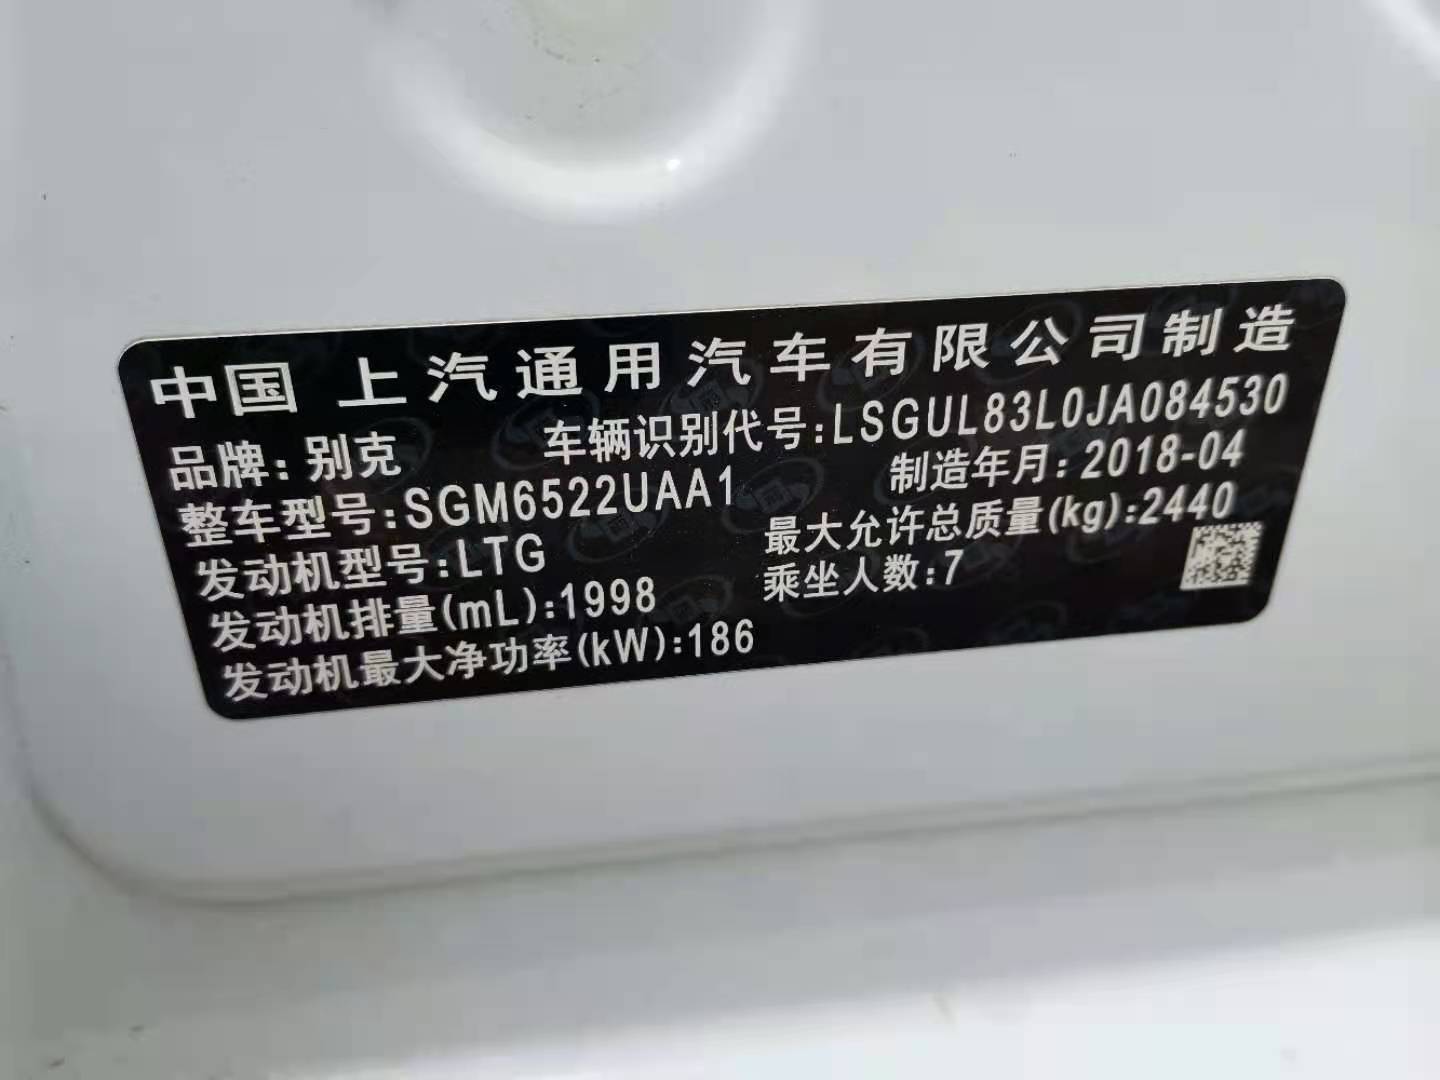 中国 上汽通用汽车有限公司制造
品牌:别克 车辆识别代号:LSGUL83L0JA084530
整车型号:SGM6522UAA1 制造年月:2018-04
发动机型号:LTG 最大允许总质量(kg):2440
发动机排量(mL):1998 乘坐人数:7
发动机最大净功率(kW):186